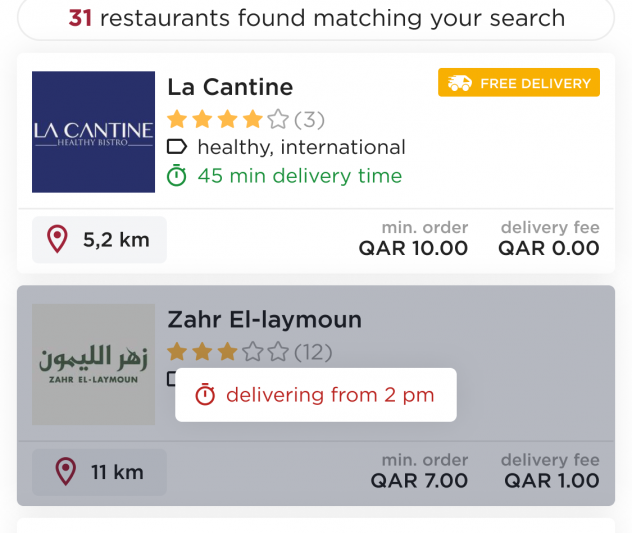 31 restaurants found matching your search
LA CANTINE
HEALTHY BISTRO
La Cantine
FREE DELIVERY
(3)
healthy, international
45 min delivery time
5,2 km
min. order
QAR 10.00
delivery fee
QAR 0.00
زهر الليمون
ZAHR EL-LAYMOUN
Zahr El-laymoun
(12)
delivering from 2 pm
11 km
min. order
QAR 7.00
delivery fee
QAR 1.00